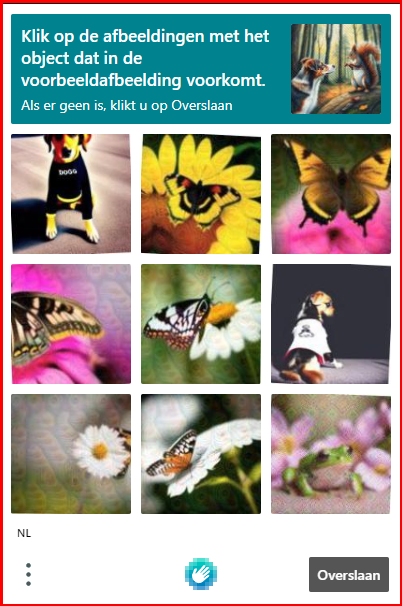 Klik op de afbeeldingen met het
object dat in de
voorbeeldafbeelding voorkomt.
Als er geen is, klikt u op Overslaan
DOGG
NL
Overslaan